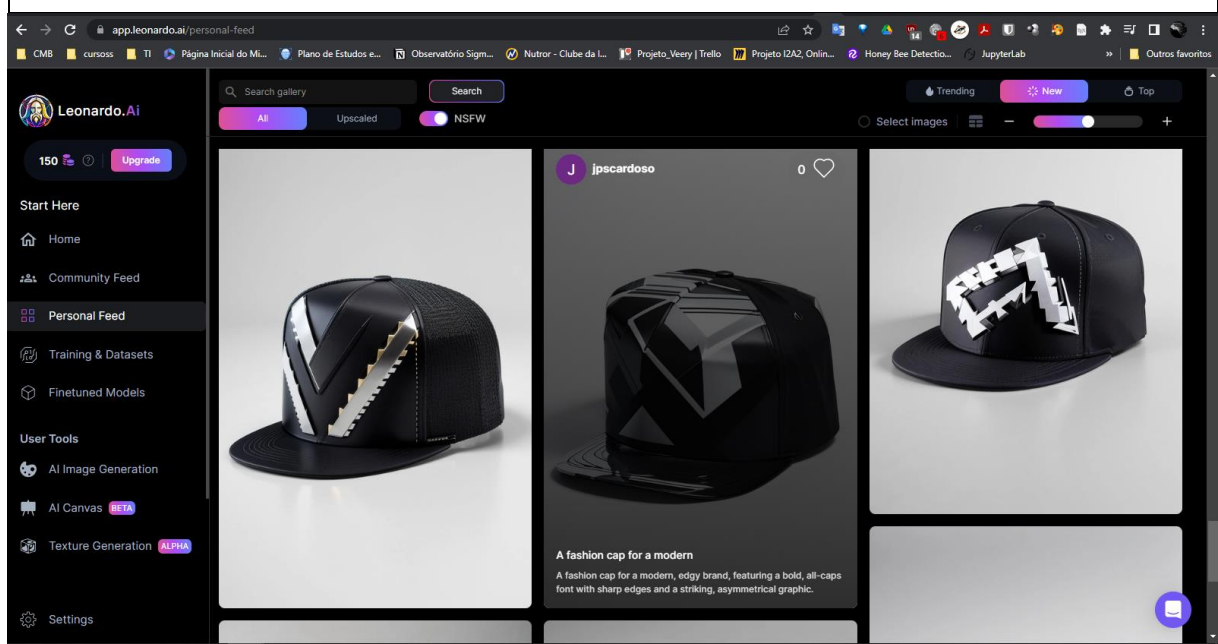 app.leonardo.ai/personal-feed
14
CMB cursoss TI Página Inicial do Mi... Plano de Estudos e... Observatório Sigm... Nutror - Clube da l... Projeto_Veery | Trello Projeto I2A2, Onlin... Honey Bee Detectio... JupyterLab » Outros favoritos
Leonardo.Ai
Search gallery Search Trending New Top
All Upscaled NSFW Select images
150 Upgrade
J jpscardoso 0
Start Here
Home
Community Feed
Personal Feed
Training & Datasets
Finetuned Models
User Tools
AI Image Generation
AI Canvas BETA
Texture Generation ALPHA
Settings
A fashion cap for a modern
A fashion cap for a modern, edgy brand, featuring a bold, all-caps
font with sharp edges and a striking, asymmetrical graphic.